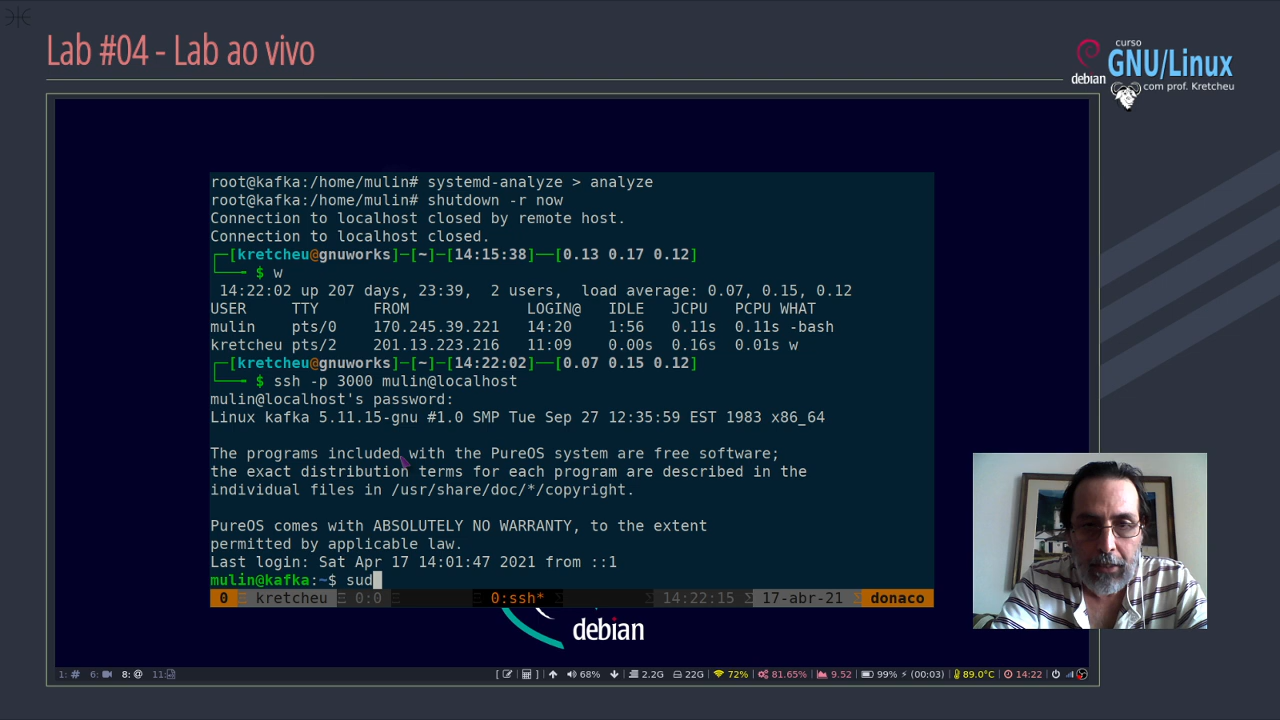 Lab #04 - Lab ao vivo
curso
GNU/Linux
debian
com prof. Kretcheu
root@kafka:/home/mulin# systemd-analyze > analyze
root@kafka:/home/mulin# shutdown -r now
Connection to localhost closed by remote host.
Connection to localhost closed.
┌─[kretcheu@gnuworks]─[~]─[14:15:38]──[0.13 0.17 0.12]
└──╼ $ w
14:22:02 up 207 days, 23:39, 2 users, load average: 0.07, 0.15, 0.12
USER TTY FROM LOGIN@ IDLE JCPU PCPU WHAT
mulin pts/0 170.245.39.221 14:20 1:56 0.11s 0.11s -bash
kretcheu pts/2 201.13.223.216 11:09 0.00s 0.16s 0.01s w
┌─[kretcheu@gnuworks]─[~]─[14:22:02]──[0.07 0.15 0.12]
└──╼ $ ssh -p 3000 mulin@localhost
mulin@localhost's password:
Linux kafka 5.11.15-gnu #1.0 SMP Tue Sep 27 12:35:59 EST 1983 x86_64
The programs included with the PureOS system are free software;
the exact distribution terms for each program are described in the
individual files in /usr/share/doc/*/copyright.
PureOS comes with ABSOLUTELY NO WARRANTY, to the extent
permitted by applicable law.
Last login: Sat Apr 17 14:01:47 2021 from ::1
mulin@kafka:~$ sud
0 kretcheu 0:0 0:ssh* 14:22:15 17-abr-21 donaco
debian
1: # 6: 8: @ 11: [ ] 68% 2.2G 22G 72% 81.65% 9.52 99% (00:03) 89.0°C 14:22